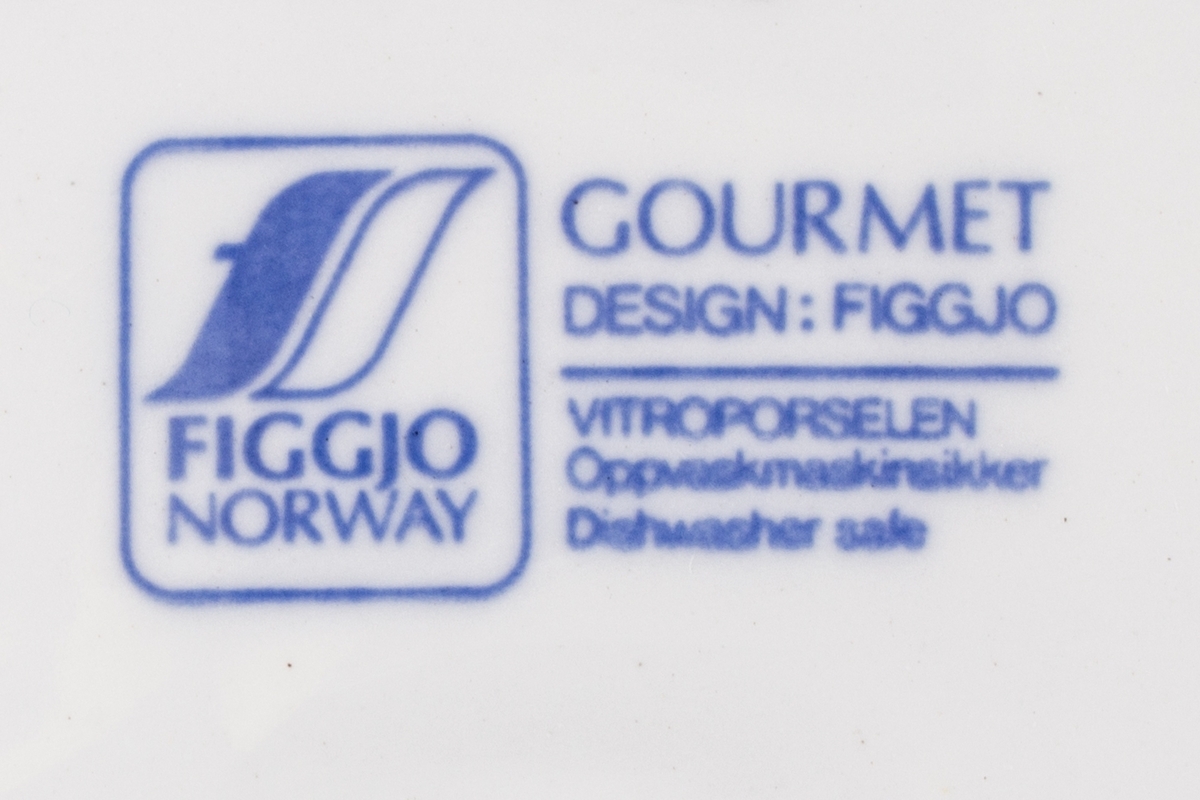 FIGGJO
NORWAY
GOURMET
DESIGN: FIGGJO
VITROPORSELEN
Oppvaskmaskinsikker
Dishwasher safe